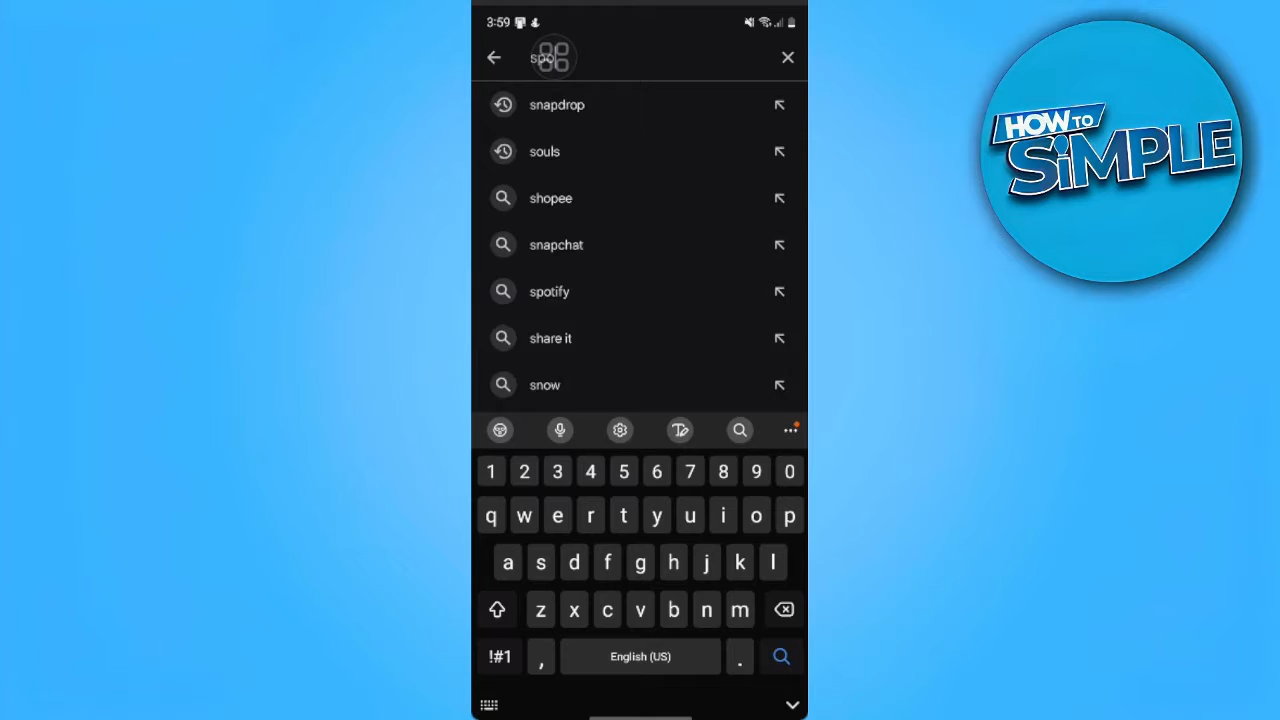 3:59
spo
snapdrop
souls
shopee
snapchat
spotify
share it
snow
1 2 3 4 5 6 7 8 9 0
q w e r t y u i o p
a s d f g h j k l
z x c v b n m
!#1 , English (US) .
HOW TO
SiMPLE